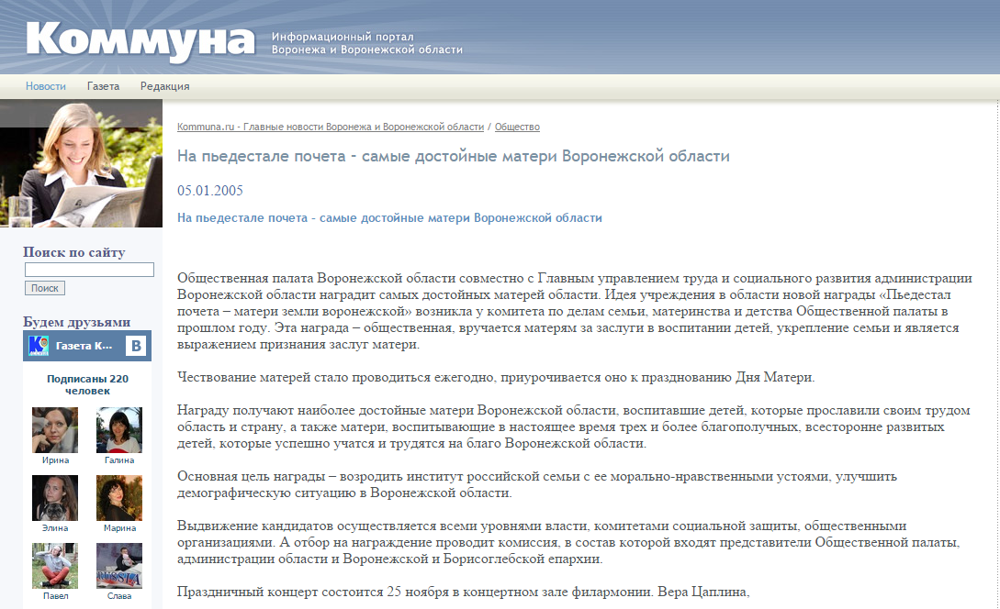 Коммуна
Информационный портал
Воронежа и Воронежской области
Новости Газета Редакция
Kommuna.ru - Главные новости Воронежа и Воронежской области / Общество
На пьедестале почета – самые достойные матери Воронежской области
05.01.2005
На пьедестале почета – самые достойные матери Воронежской области
Общественная палата Воронежской области совместно с Главным управлением труда и социального развития администрации
Воронежской области наградит самых достойных матерей области. Идея учреждения в области новой награды «Пьедестал
почета – матери земли воронежской» возникла у комитета по делам семьи, материнства и детства Общественной палаты в
прошлом году. Эта награда – общественная, вручается матерям за заслуги в воспитании детей, укрепление семьи и является
выражением признания заслуг матери.
Чествование матерей стало проводиться ежегодно, приурочивается оно к празднованию Дня Матери.
Награду получают наиболее достойные матери Воронежской области, воспитавшие детей, которые прославили своим трудом
область и страну, а также матери, воспитывающие в настоящее время трех и более благополучных, всесторонне развитых
детей, которые успешно учатся и трудятся на благо Воронежской области.
Основная цель награды – возродить институт российской семьи с ее морально-нравственными устоями, улучшить
демографическую ситуацию в Воронежской области.
Выдвижение кандидатов осуществляется всеми уровнями власти, комитетами социальной защиты, общественными
организациями. А отбор на награждение проводит комиссия, в состав которой входят представители Общественной палаты,
администрации области и Воронежской и Борисоглебской епархии.
Праздничный концерт состоится 25 ноября в концертном зале филармонии. Вера Цаплина,
Поиск по сайту
Поиск
Будем друзьями
Газета К... B
Подписаны 220
человек
Ирина Галина
Элина Марина
RUSSIA
Павел Слава